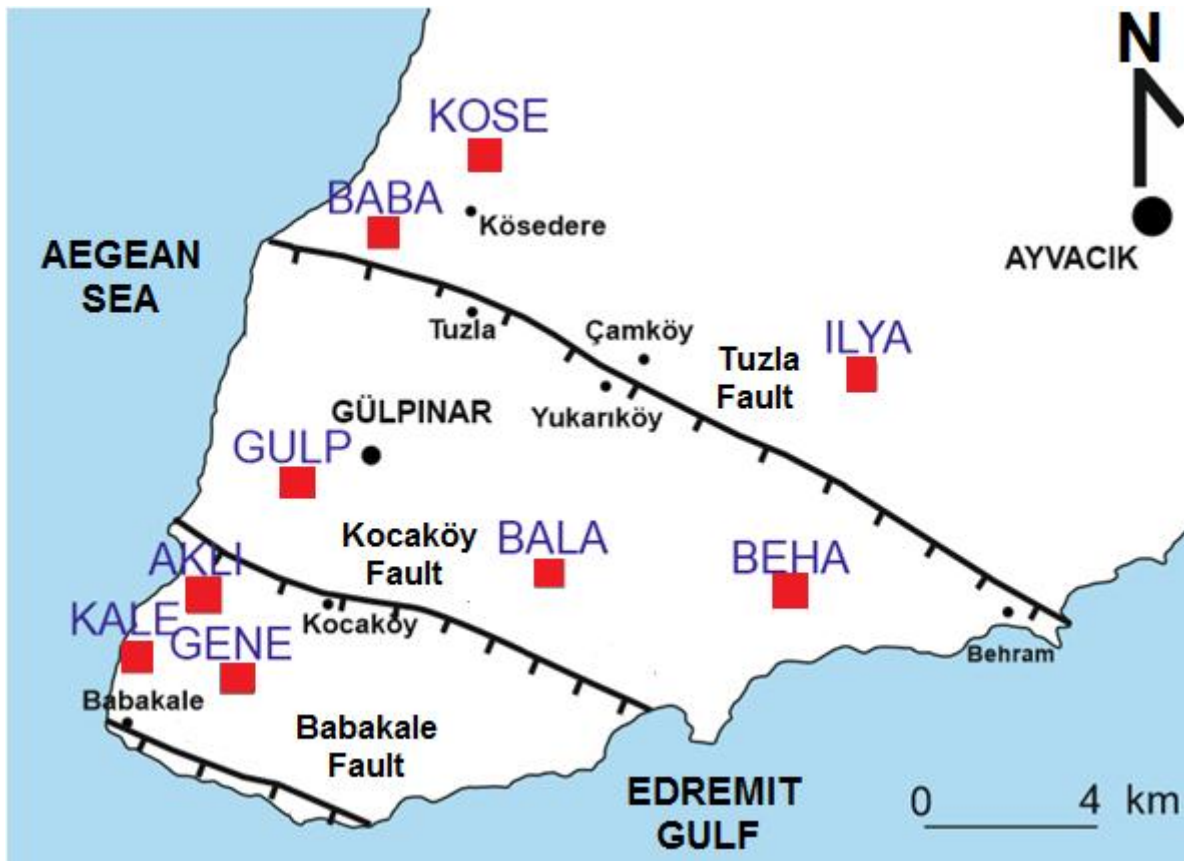 N
KOSE
BABA
Kösedere
AEGEAN
SEA
AYVACIK
Tuzla
Çamköy
ILYA
Tuzla
Fault
Yukarıköy
GÜLPINAR
GULP
Kocaköy
Fault
BALA
BEHA
AKLI
Kocaköy
KALE
GENE
Behram
Babakale
Babakale
Fault
EDREMIT
GULF
0 4 km